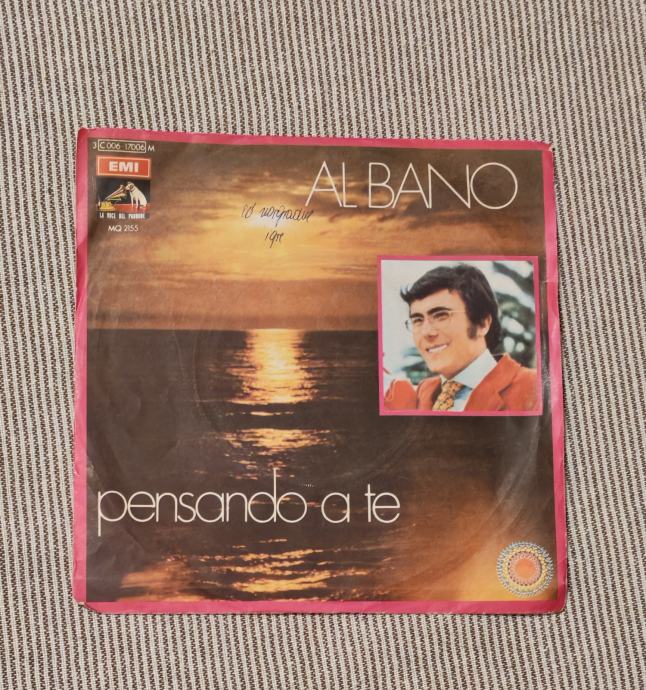 3 C 006 17006 M
EMI
LA VOCE DEL PADRONE
MQ 2155
AL BANO
pensando a te